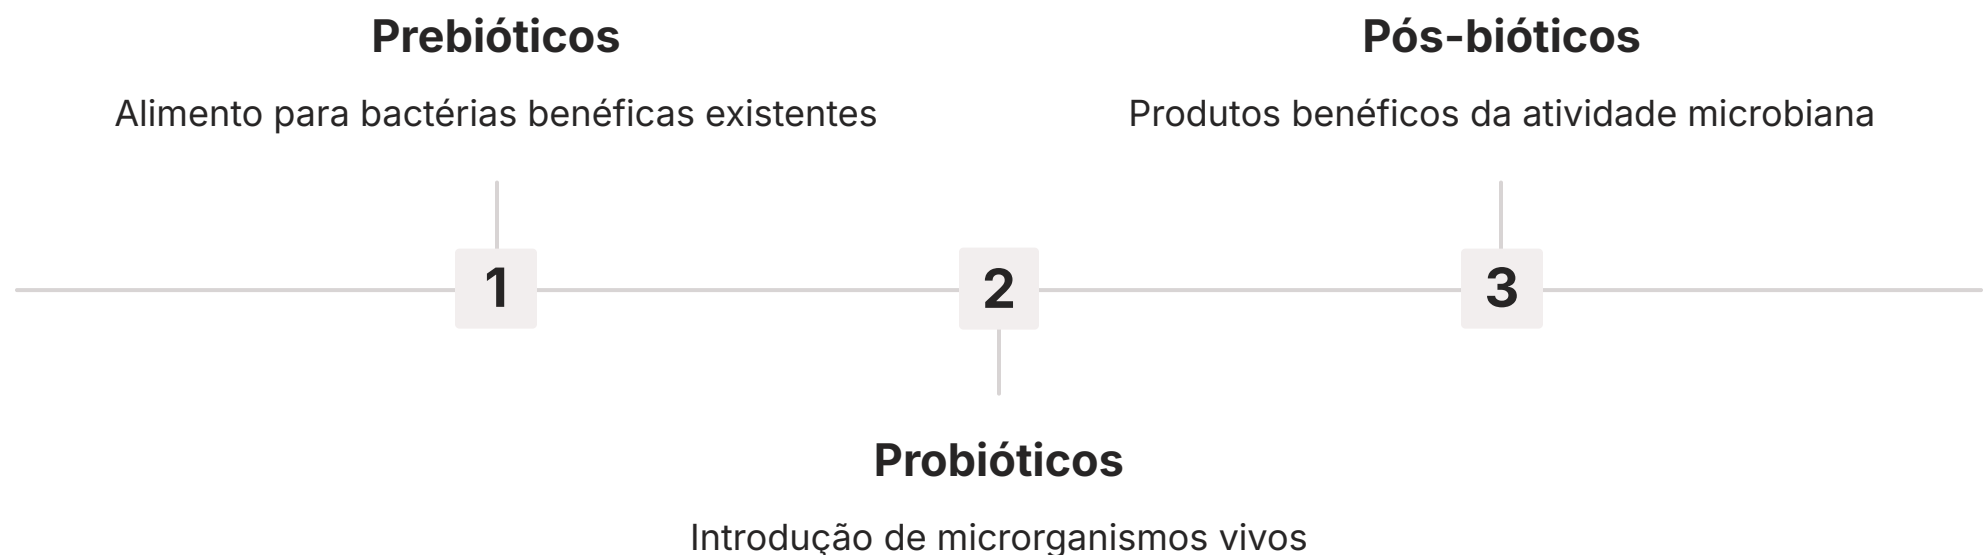 Prebióticos
Alimento para bactérias benéficas existentes
Pós-bióticos
Produtos benéficos da atividade microbiana
1
2
3
Probióticos
Introdução de microrganismos vivos